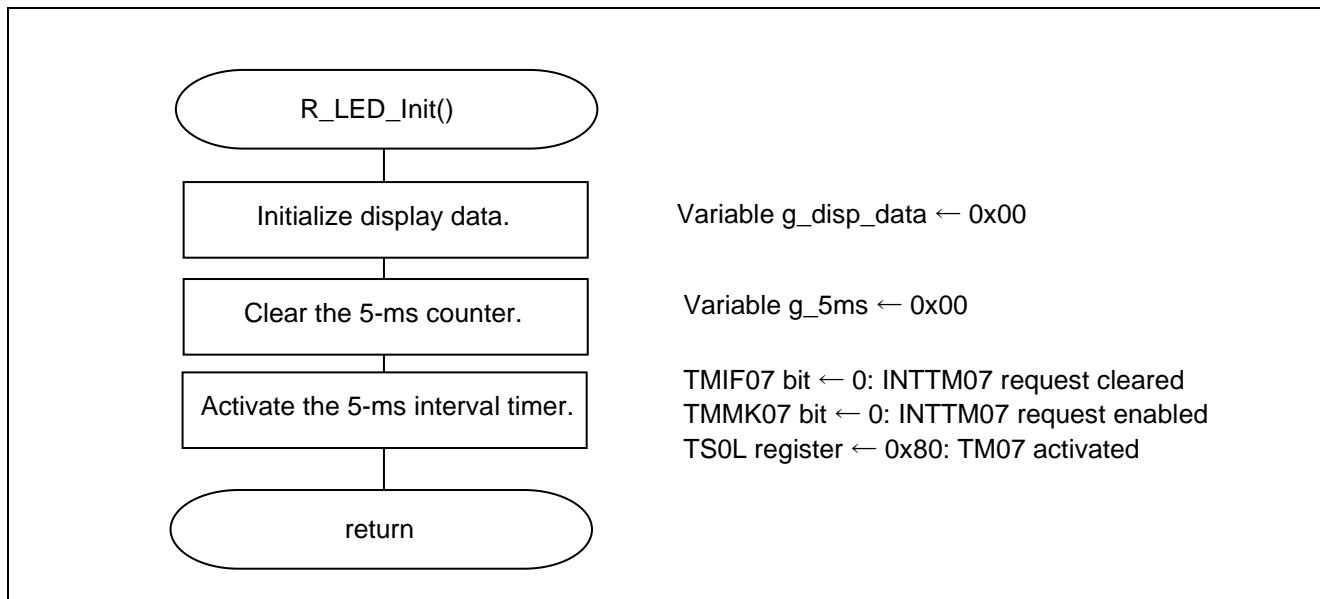 R_LED_Init()
Initialize display data.
Variable g_disp_data ← 0x00
Clear the 5-ms counter.
Variable g_5ms ← 0x00
Activate the 5-ms interval timer.
TMIF07 bit ← 0: INTTM07 request cleared
TMMK07 bit ← 0: INTTM07 request enabled
TS0L register ← 0x80: TM07 activated
return